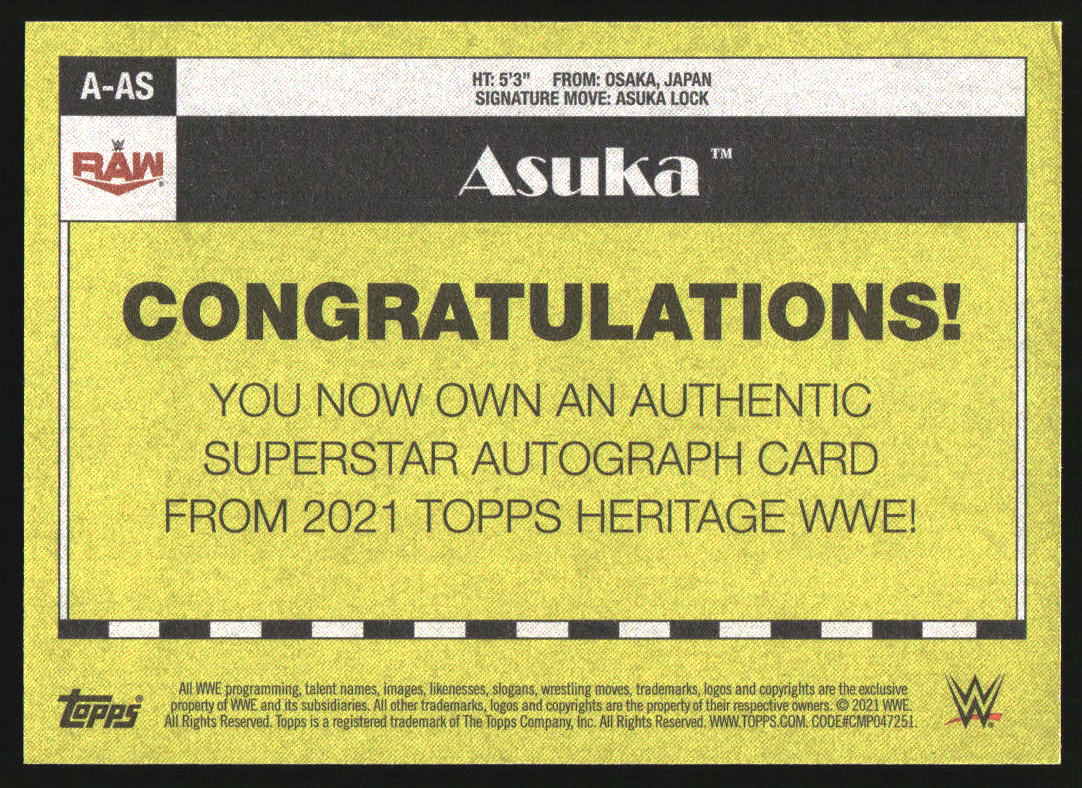 A-AS
HT: 5'3" FROM: OSAKA, JAPAN
SIGNATURE MOVE: ASUKA LOCK
W
RAW®
Asuka™
CONGRATULATIONS!
YOU NOW OWN AN AUTHENTIC
SUPERSTAR AUTOGRAPH CARD
FROM 2021 TOPPS HERITAGE WWE!
topps®
All WWE programming, talent names, images, likenesses, slogans, wrestling moves, trademarks, logos and copyrights are the exclusive
property of WWE and its subsidiaries. All other trademarks, logos and copyrights are the property of their respective owners. © 2021 WWE.
All Rights Reserved. Topps is a registered trademark of The Topps Company, Inc. All Rights Reserved. WWW.TOPPS.COM. CODE#CMP047251.
W®